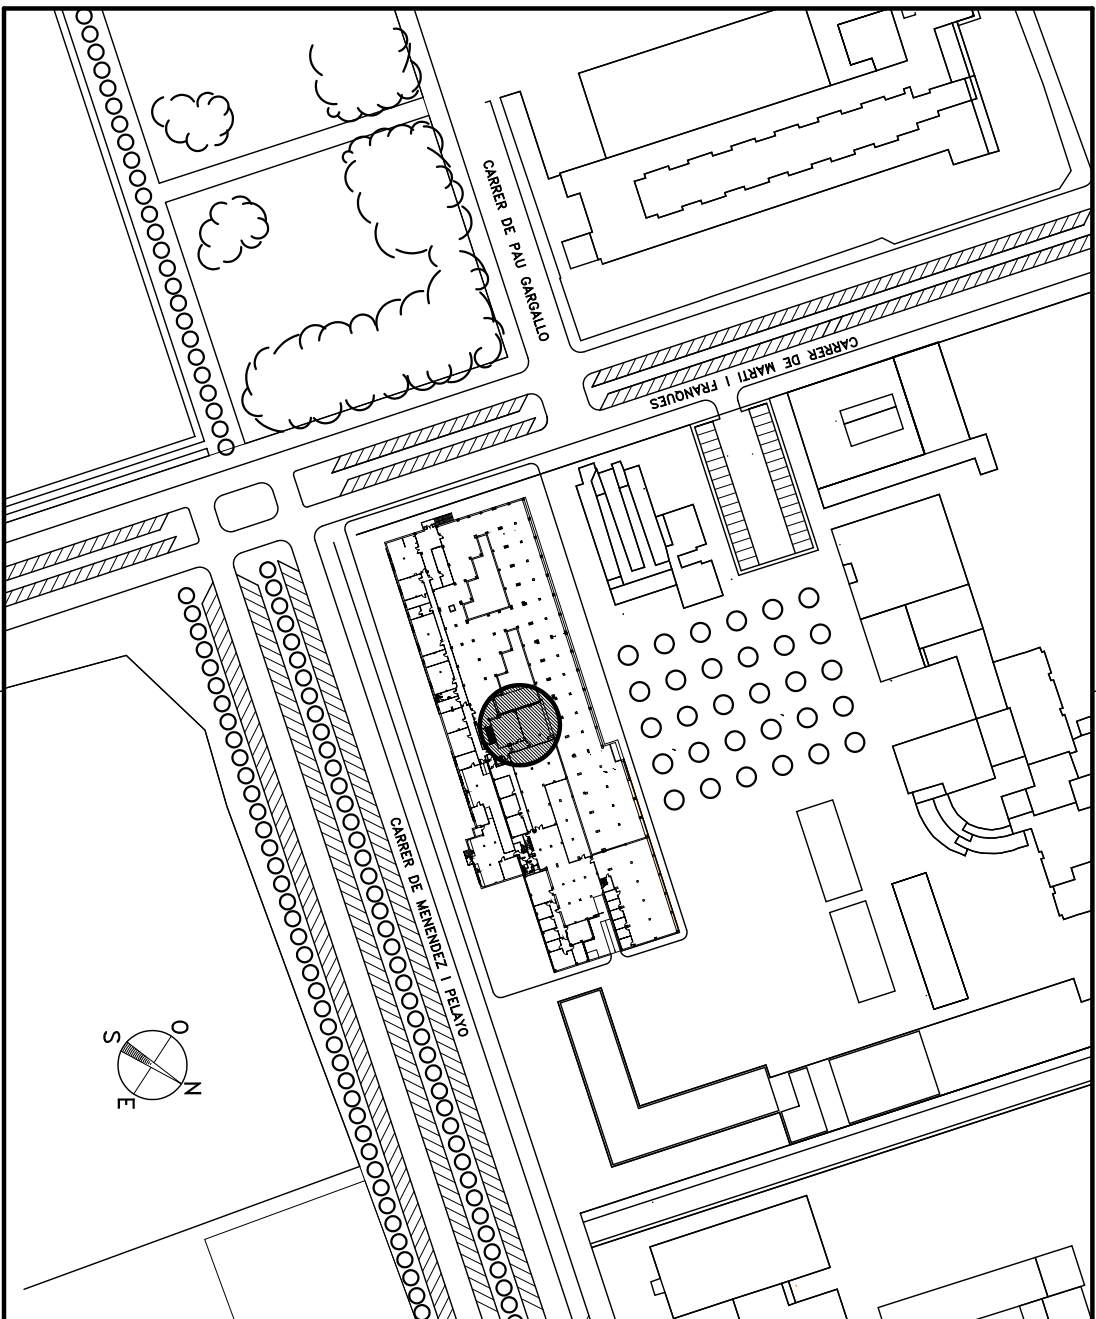 CARRER DE PAU GARGALLO
CARRER DE MARTI I FRANQUES
CARRER DE MENENDEZ I PELAYO
O
S
N
E